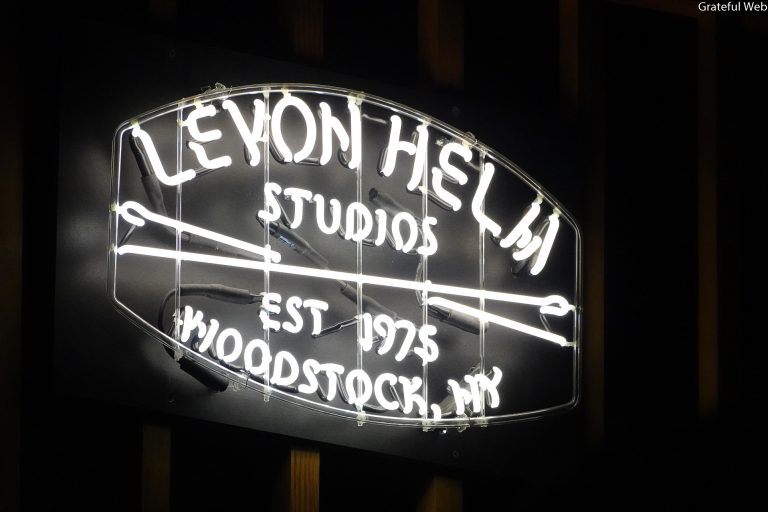 Grateful Web
LEVON HELM
STUDIOS
EST 1975
WOODSTOCK, NY